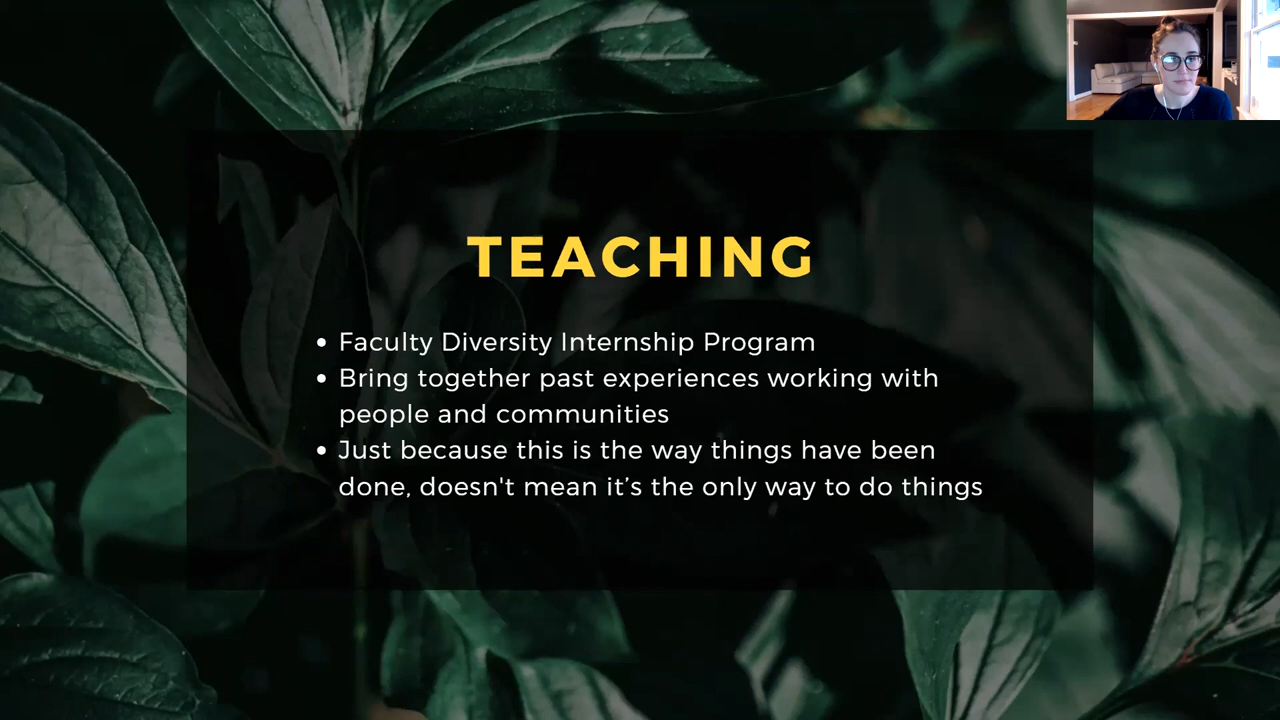 TEACHING
• Faculty Diversity Internship Program
• Bring together past experiences working with
people and communities
• Just because this is the way things have been
done, doesn't mean it’s the only way to do things